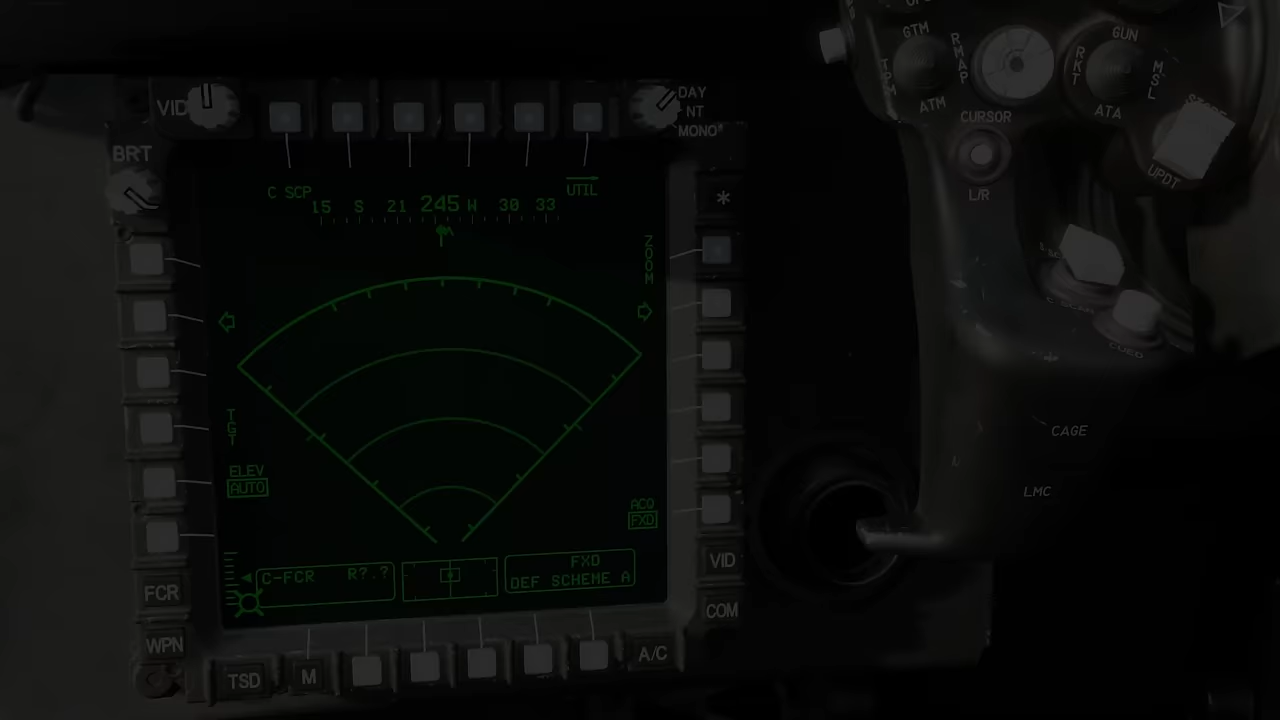 GTM
RMAP
TPM
ATM
GUN
RKT
MSL
ATA
CURSOR
L/R
UPDT
CUED
CAGE
LMC
VID
DAY
NT
MONO
BRT
C SCP
UTIL
15 S 21 245 W 30 33
ZOOM
TGT
ELEV
AUTO
ACQ
FXD
C-FCR R?.?
FXD
DEF SCHEME A
*
FCR
VID
COM
WPN
TSD
M
A/C